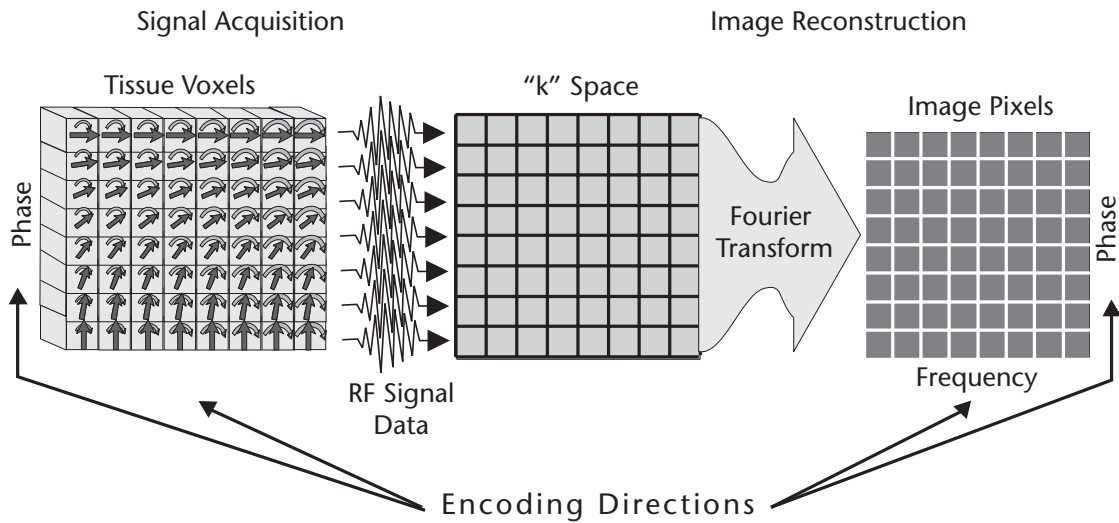 Signal Acquisition
Image Reconstruction
Tissue Voxels
“k” Space
Image Pixels
Phase
Fourier
Transform
Phase
RF Signal
Data
Frequency
Encoding Directions